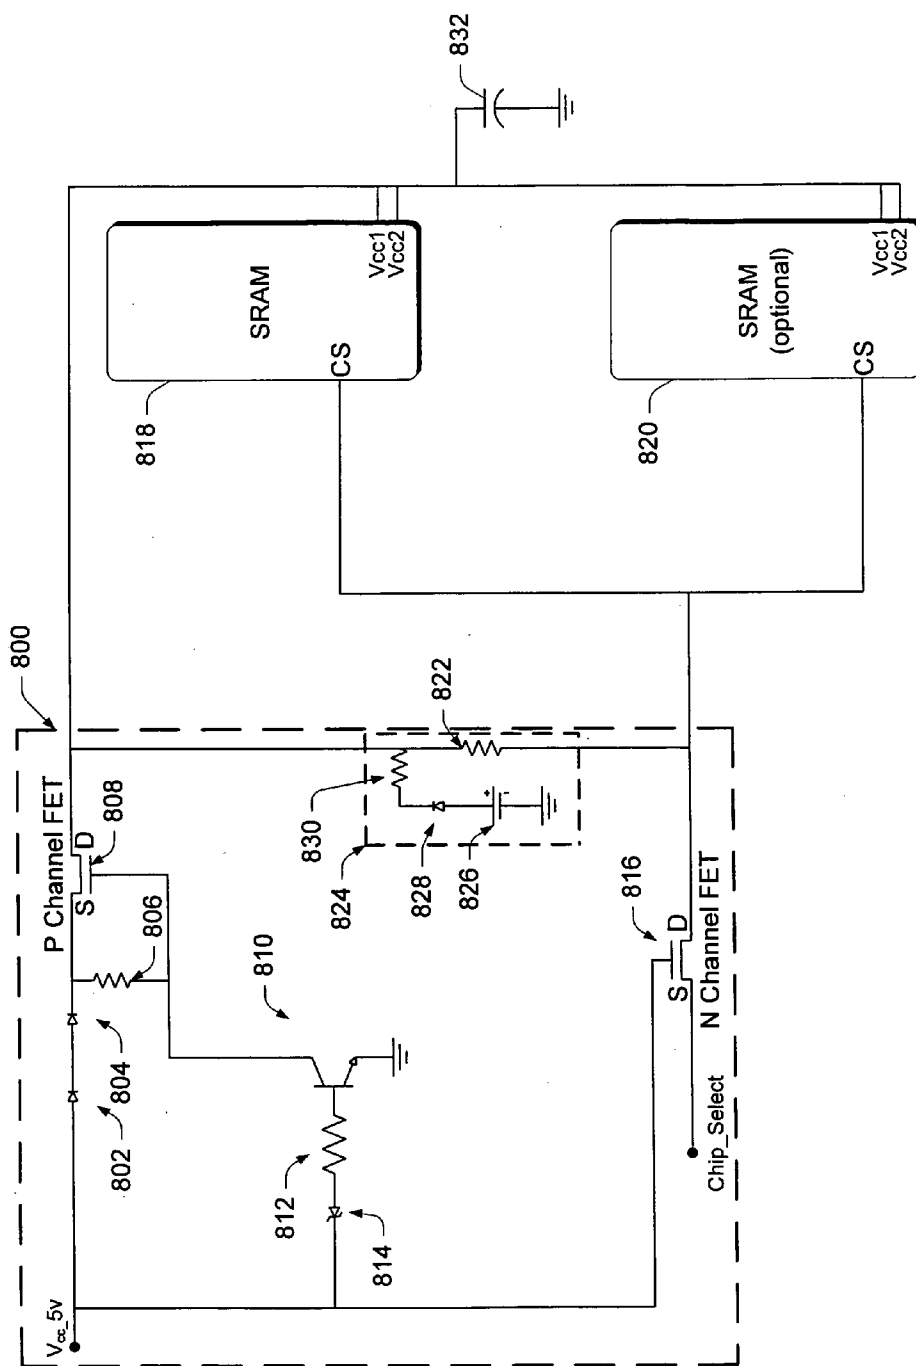 800
P Channel FET
S
D
808
806
804
802
V_cc_5v
810
812
814
830
824
828
826
+
-
822
816
S
D
N Channel FET
Chip_Select
818
SRAM
CS
Vcc1
Vcc2
820
SRAM
(optional)
CS
Vcc1
Vcc2
832